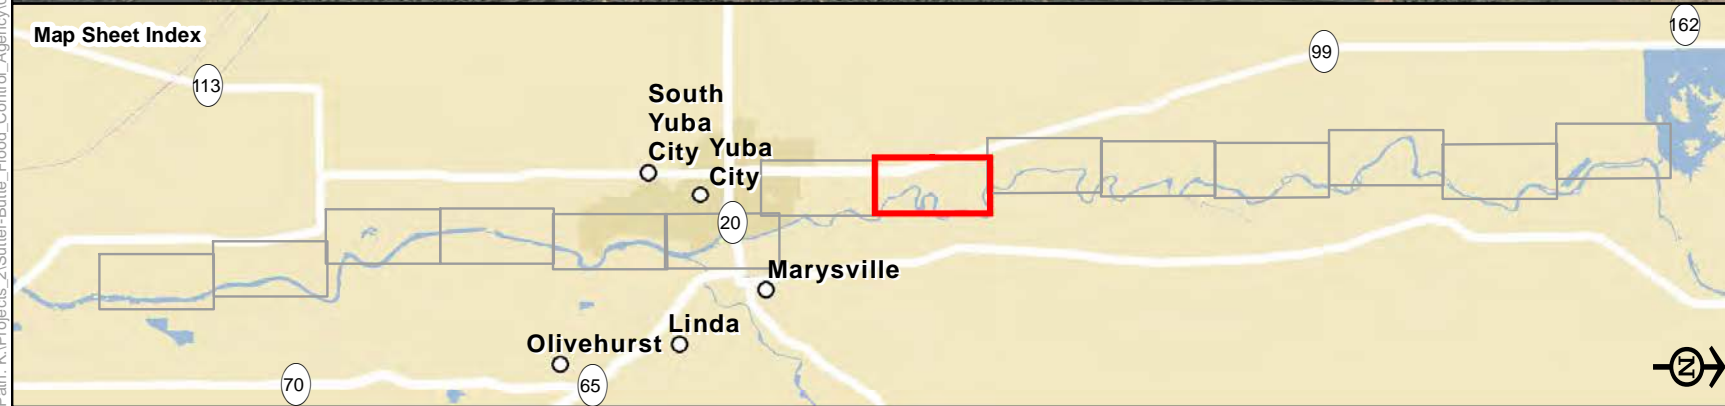 Map Sheet Index
162
99
113
South
Yuba
City
Yuba
City
20
Marysville
Linda
Olivehurst
70
65
N